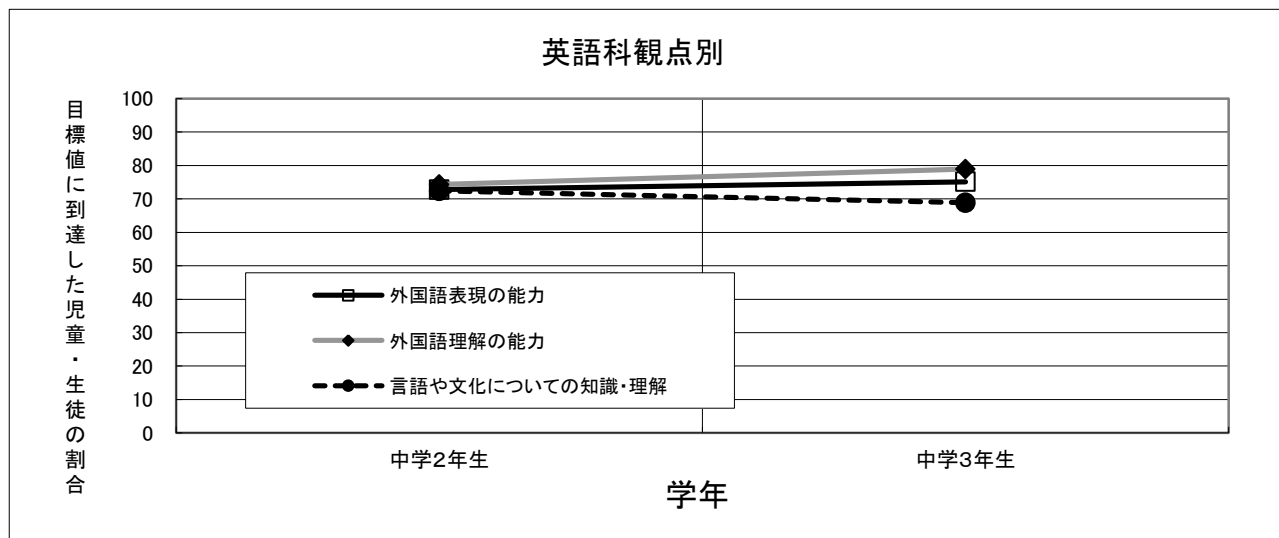 英語科観点別
目標値に到達した児童・生徒の割合
100
90
80
70
60
50
40
30
20
10
0
外国語表現の能力
外国語理解の能力
言語や文化についての知識・理解
中学2年生
中学3年生
学年